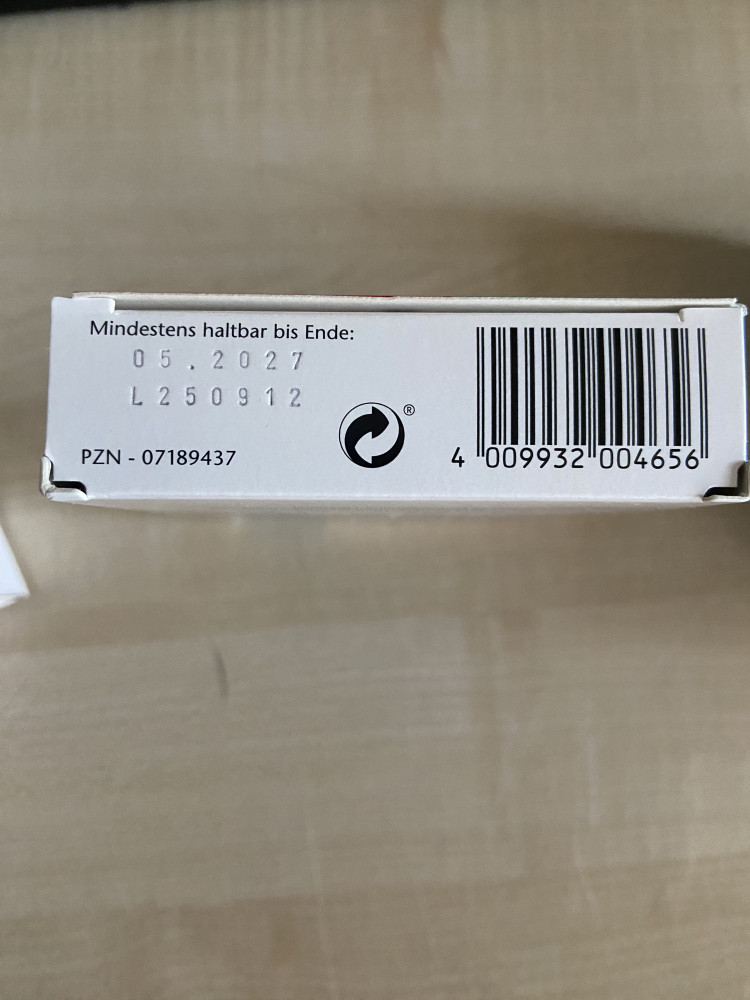 Mindestens haltbar bis Ende:
05.2027
L250912
PZN - 07189437
®
4 009932 004656